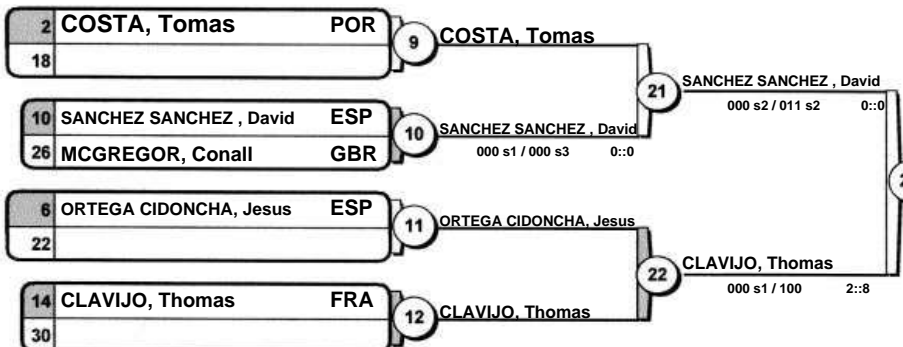 2 COSTA, Tomas POR
18
9 COSTA, Tomas
21 SANCHEZ SANCHEZ , David
000 s2 / 011 s2 0::0
10 SANCHEZ SANCHEZ , David ESP
26 MCGREGOR, Conall GBR
10 SANCHEZ SANCHEZ , David
000 s1 / 000 s3 0::0
6 ORTEGA CIDONCHA, Jesus ESP
22
11 ORTEGA CIDONCHA, Jesus
22 CLAVIJO, Thomas
000 s1 / 100 2::8
14 CLAVIJO, Thomas FRA
30
12 CLAVIJO, Thomas